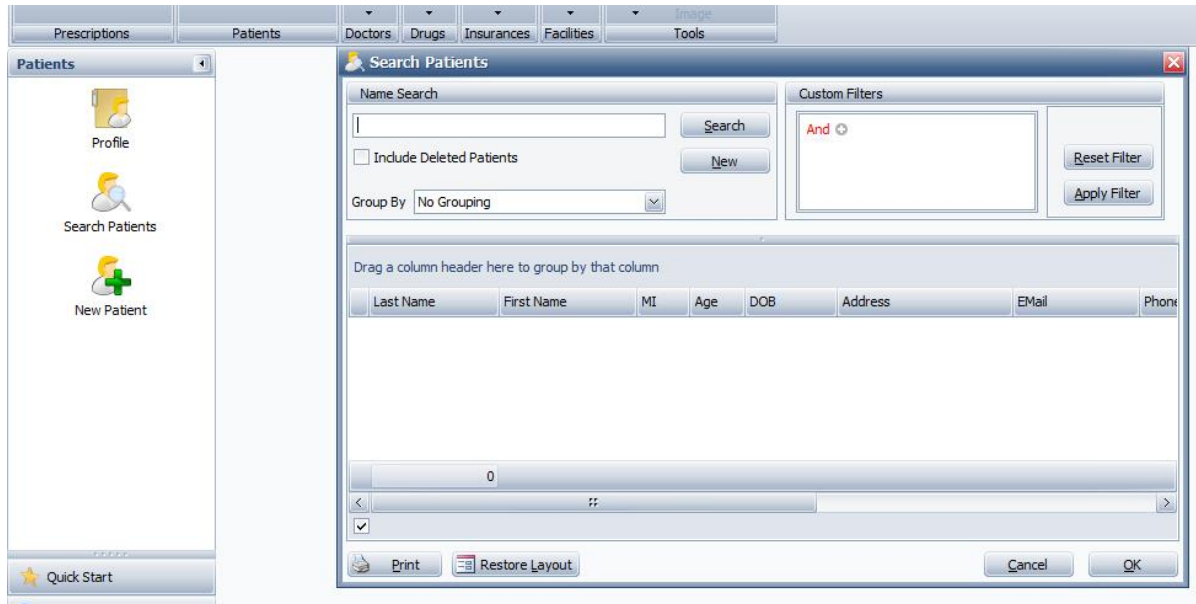 Image
Prescriptions Patients Doctors Drugs Insurances Facilities Tools
Patients
Profile
Search Patients
New Patient
Quick Start
Search Patients
Name Search
Search
Include Deleted Patients
New
Group By No Grouping
Custom Filters
And
Reset Filter
Apply Filter
Drag a column header here to group by that column
Last Name First Name MI Age DOB Address EMail Phone
0
Print Restore Layout Cancel OK